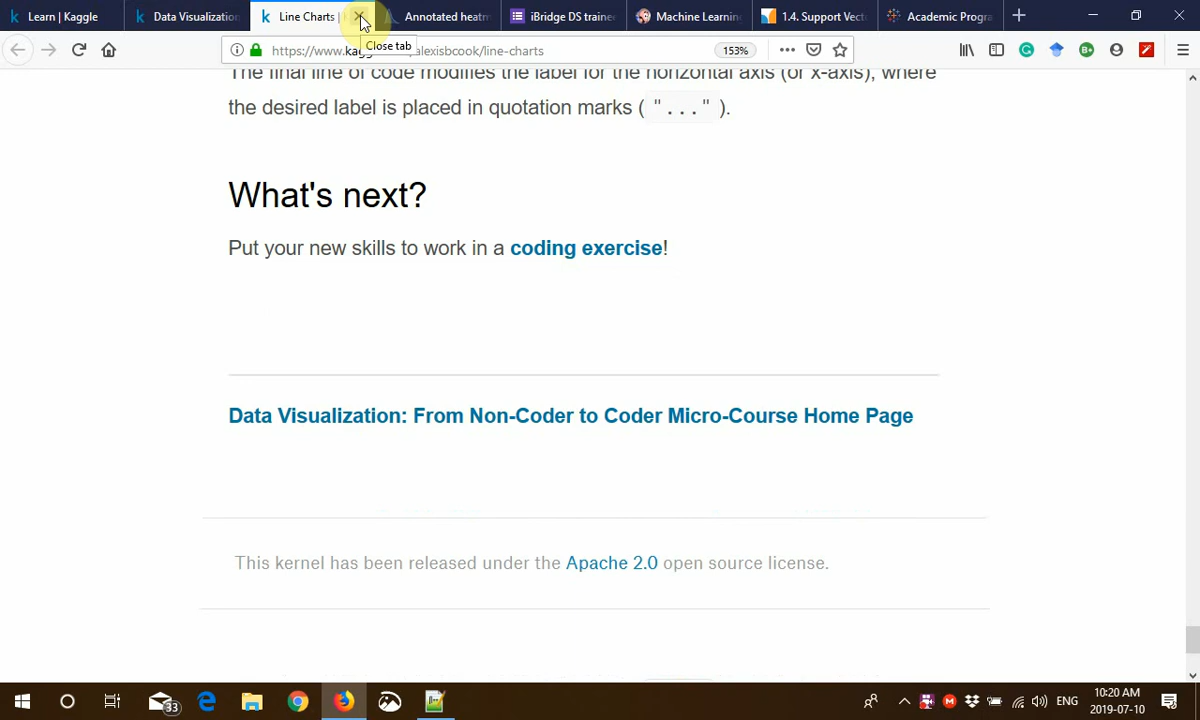 Learn | Kaggle
Data Visualization
Line Charts |
Annotated heatm
iBridge DS traine
Machine Learnin
1.4. Support Vect
Academic Progra
Close tab
https://www.kagg alexisbcook/line-charts
153%
The final line of code modifies the label for the horizontal axis (or x-axis), where
the desired label is placed in quotation marks ( "..." ).
What's next?
Put your new skills to work in a coding exercise!
Data Visualization: From Non-Coder to Coder Micro-Course Home Page
This kernel has been released under the Apache 2.0 open source license.
33
ENG
10:20 AM
2019-07-10